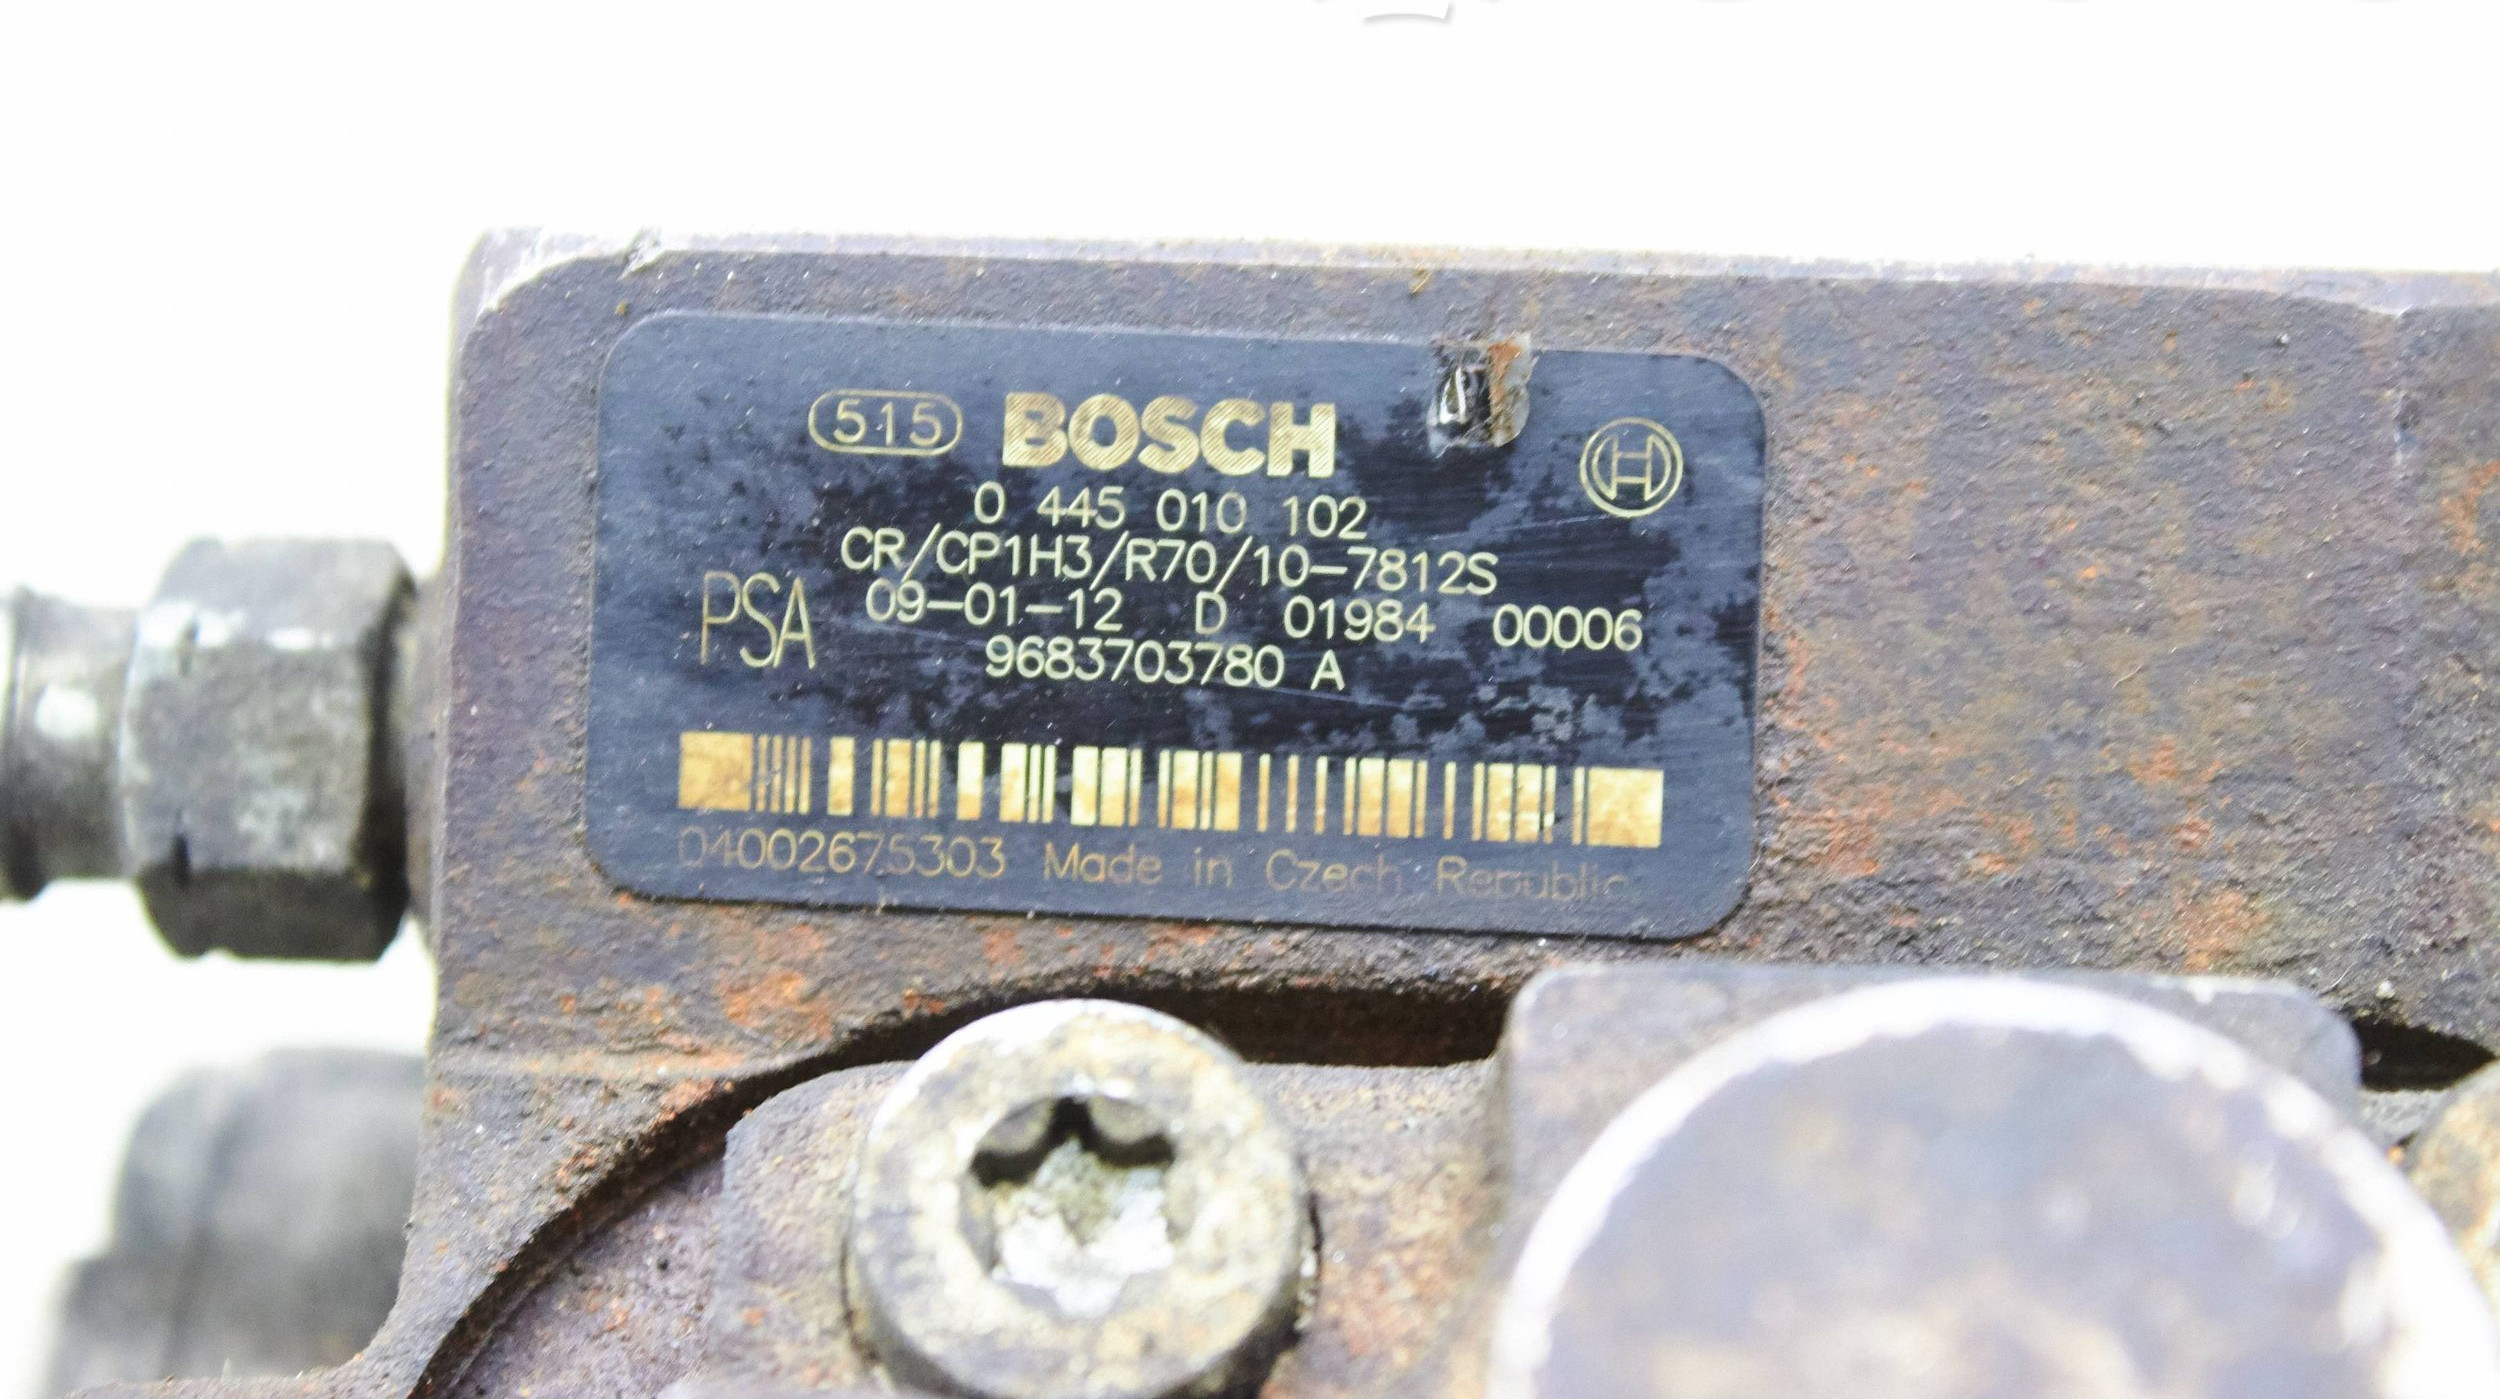 515 BOSCH
0 445 010 102
CR/CP1H3/R70/10-7812S
PSA 09-01-12 D 01984 00006
9683703780 A
04002675303 Made in Czech Republic